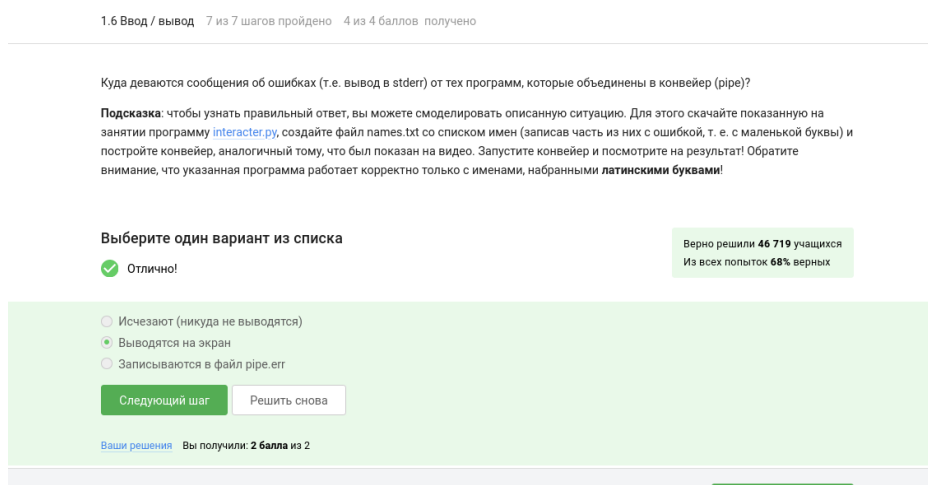 1.6 Ввод / вывод 7 из 7 шагов пройдено 4 из 4 баллов получено
Куда деваются сообщения об ошибках (т.е. вывод в stderr) от тех программ, которые объединены в конвейер (pipe)?
Подсказка: чтобы узнать правильный ответ, вы можете смоделировать описанную ситуацию. Для этого скачайте показанную на
занятии программу interacter.py, создайте файл names.txt со списком имен (записав часть из них с ошибкой, т. е. с маленькой буквы) и
постройте конвейер, аналогичный тому, что был показан на видео. Запустите конвейер и посмотрите на результат! Обратите
внимание, что указанная программа работает корректно только с именами, набранными латинскими буквами!
Выберите один вариант из списка
Отлично!
Верно решили 46 719 учащихся
Из всех попыток 68% верных
Исчезают (никуда не выводятся)
Выводятся на экран
Записываются в файл pipe.err
Следующий шаг Решить снова
Ваши решения Вы получили: 2 балла из 2